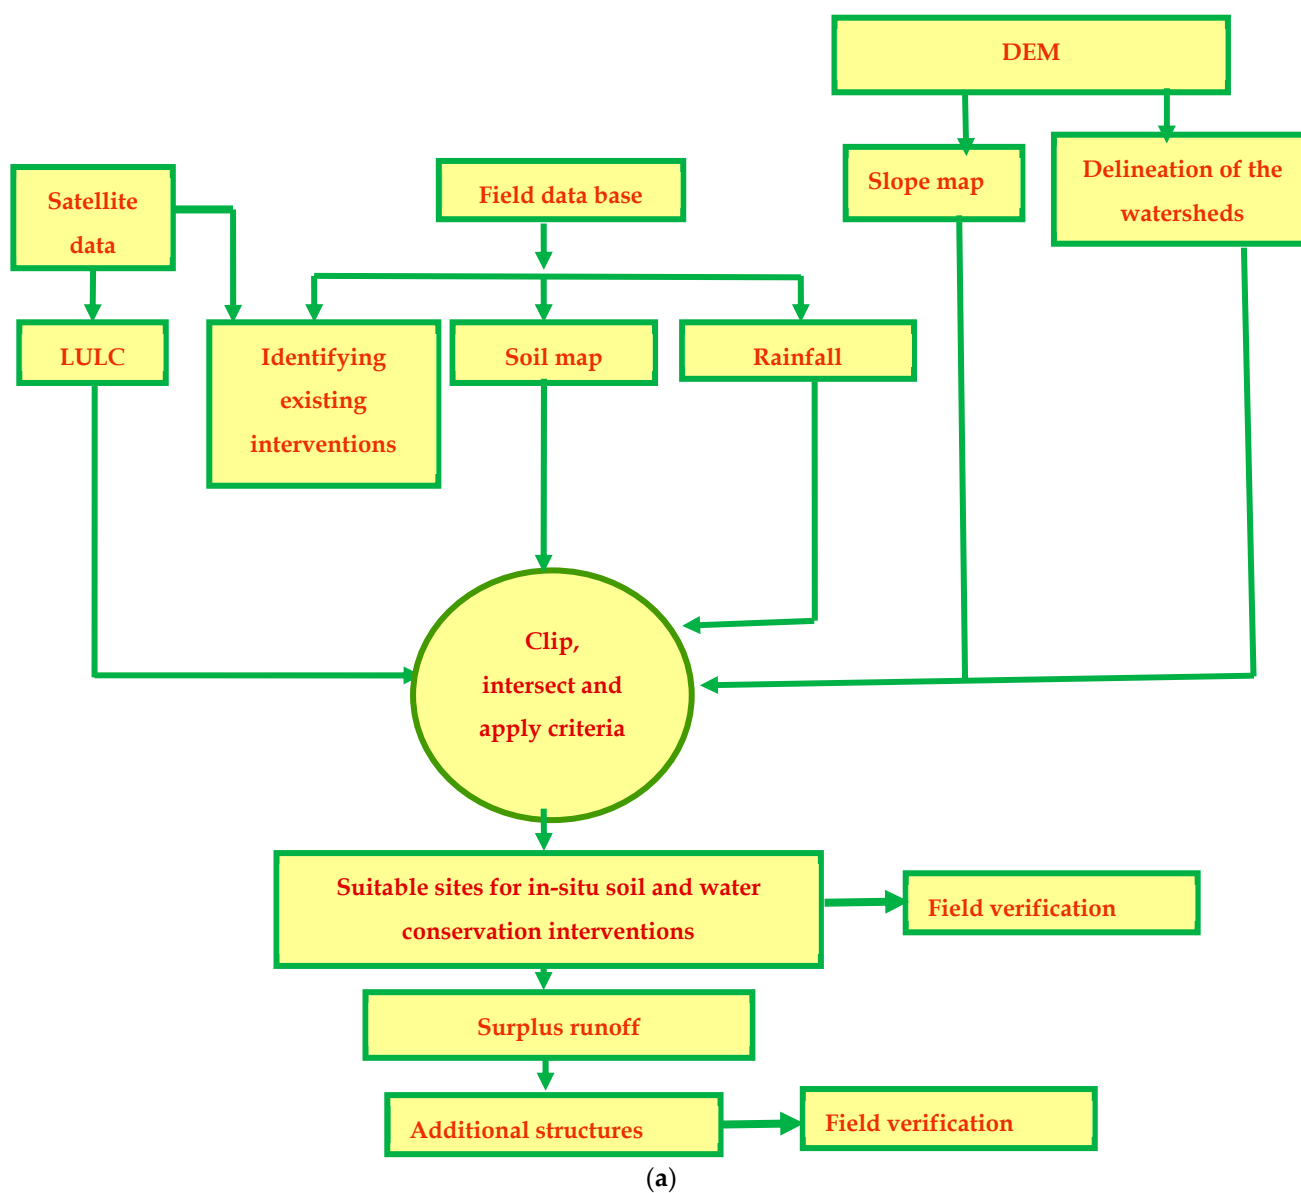 DEM
Satellite
data
Field data base
Slope map
Delineation of the
watersheds
LULC
Identifying
existing
interventions
Soil map
Rainfall
Clip,
intersect and
apply criteria
Suitable sites for in-situ soil and water
conservation interventions
Field verification
Surplus runoff
Additional structures
Field verification
(a)